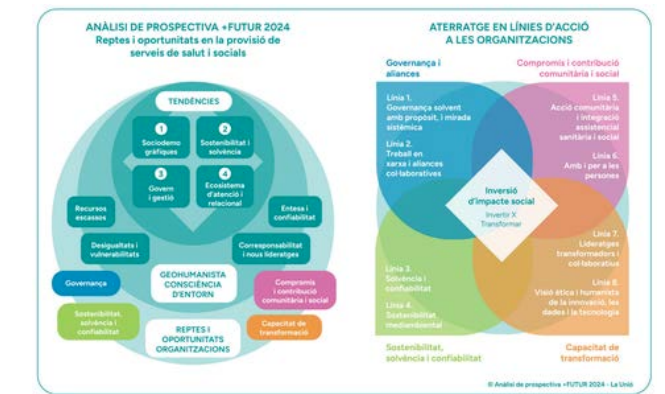 ANÀLISI DE PROSPECTIVA +FUTUR 2024
Reptes i oportunitats en la provisió de
serveis de salut i socials
TENDÈNCIES
1
Sociodemo
gràfiques
2
Sostenibilitat i
solvència
3
Govern
i gestió
4
Ecosistema
d'atenció i
relacional
Recursos
escassos
Entesa i
confiabilitat
Desigualtats i
vulnerabilitats
Corresponsabilitat
i nous lideratges
Governança
GEOHUMANISTA
CONSCIÈNCIA
D'ENTORN
Compromís
i contribució
comunitària i social
Sostenibilitat,
solvència i
confiabilitat
REPTES I
OPORTUNITATS
ORGANITZACIONS
Capacitat de
transformació
ATERRATGE EN LÍNIES D'ACCIÓ
A LES ORGANITZACIONS
Governança i
aliances
Compromís i contribució
comunitària i social
Línia 1.
Governança solvent
amb propòsit, i mirada
sistèmica
Línia 2.
Treball en
xarxa i aliances
col·laboratives
Línia 5.
Acció comunitària
i integració
assistencial
sanitària i social
Línia 6.
Amb i per a les
persones
Inversió
d'impacte social
Invertir X
Transformar
Línia 3.
Solvència i
confiabilitat
Línia 4.
Sostenibilitat
mediambiental
Línia 7.
Lideratges
transformadors i
col·laboratius
Línia 8.
Visió ètica i humanista
de la innovació, les
dades i la tecnologia
Sostenibilitat,
solvència i confiabilitat
Capacitat de
transformació
© Anàlisi de prospectiva +FUTUR 2024 - La Unió